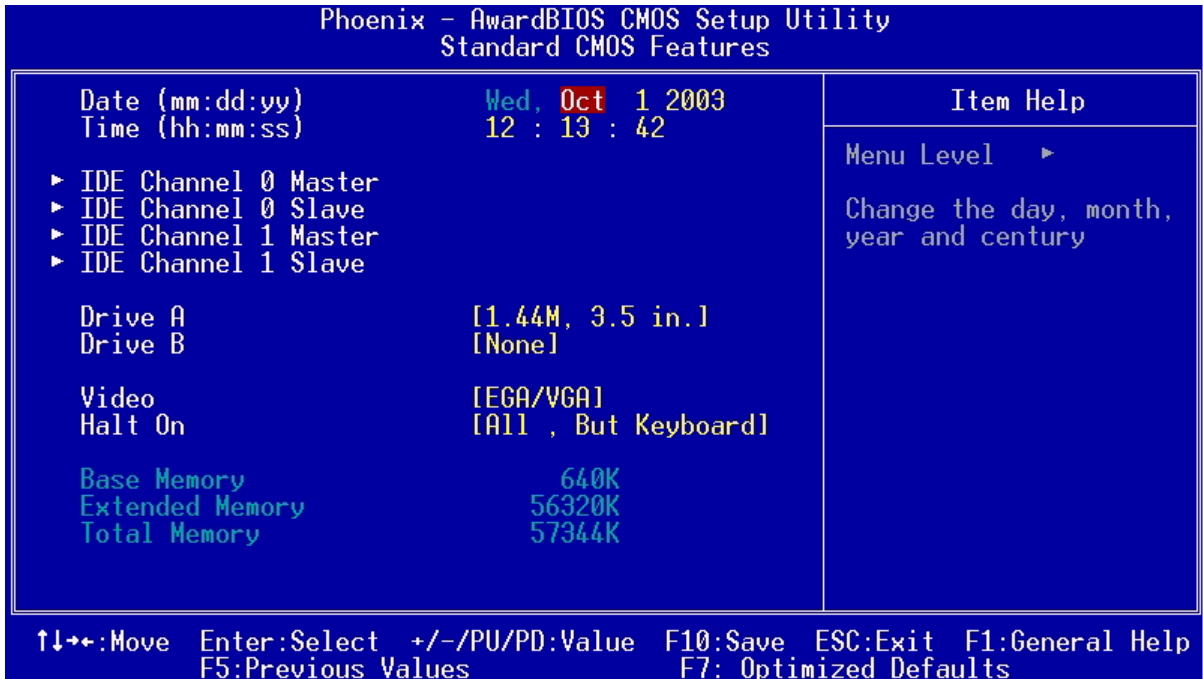 Phoenix - AwardBIOS CMOS Setup Utility
Standard CMOS Features
Date (mm:dd:yy) Wed, Oct 1 2003
Time (hh:mm:ss) 12 : 13 : 42
► IDE Channel 0 Master
► IDE Channel 0 Slave
► IDE Channel 1 Master
► IDE Channel 1 Slave
Drive A [1.44M, 3.5 in.]
Drive B [None]
Video [EGA/VGA]
Halt On [All , But Keyboard]
Base Memory 640K
Extended Memory 56320K
Total Memory 57344K
Item Help
Menu Level ►
Change the day, month,
year and century
↑↓→←:Move Enter:Select +/-/PU/PD:Value F10:Save ESC:Exit F1:General Help
F5:Previous Values F7: Optimized Defaults